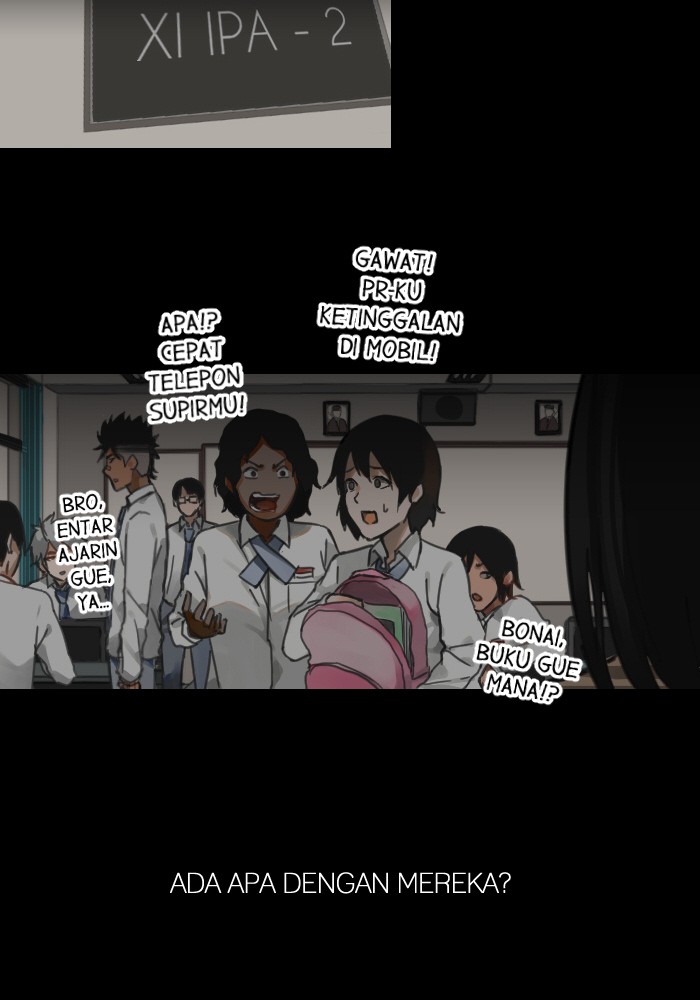 XI IPA - 2
GAWAT!
PR-KU
KETINGGALAN
DI MOBIL!
APA!?
CEPAT
TELEPON
SUPIRMU!
BRO,
ENTAR
AJARIN
GUE,
YA...
BONAI,
BUKU GUE
MANA!?
ADA APA DENGAN MEREKA?